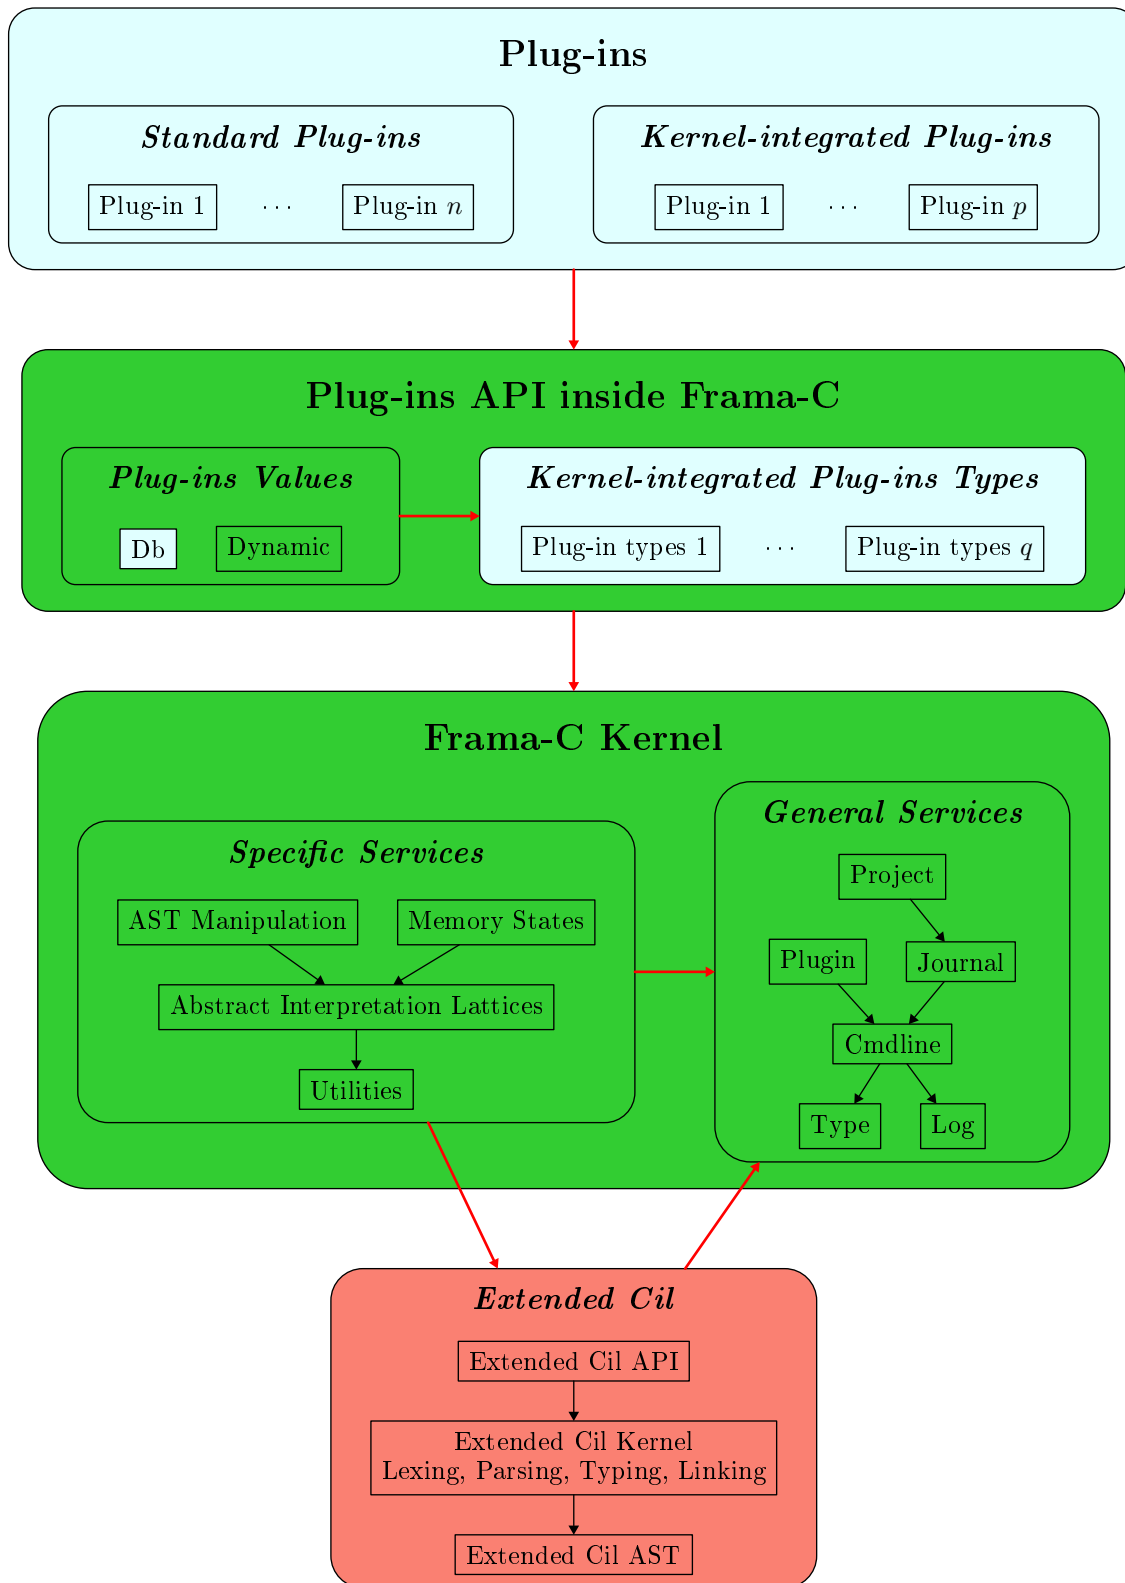 Plug-ins
Standard Plug-ins
Plug-in 1 ... Plug-in n
Kernel-integrated Plug-ins
Plug-in 1 ... Plug-in p
Plug-ins API inside Frama-C
Plug-ins Values
Db Dynamic
Kernel-integrated Plug-ins Types
Plug-in types 1 ... Plug-in types q
Frama-C Kernel
Specific Services
AST Manipulation Memory States
Abstract Interpretation Lattices
Utilities
General Services
Project
Plugin Journal
Cmdline
Type Log
Extended Cil
Extended Cil API
Extended Cil Kernel
Lexing, Parsing, Typing, Linking
Extended Cil AST